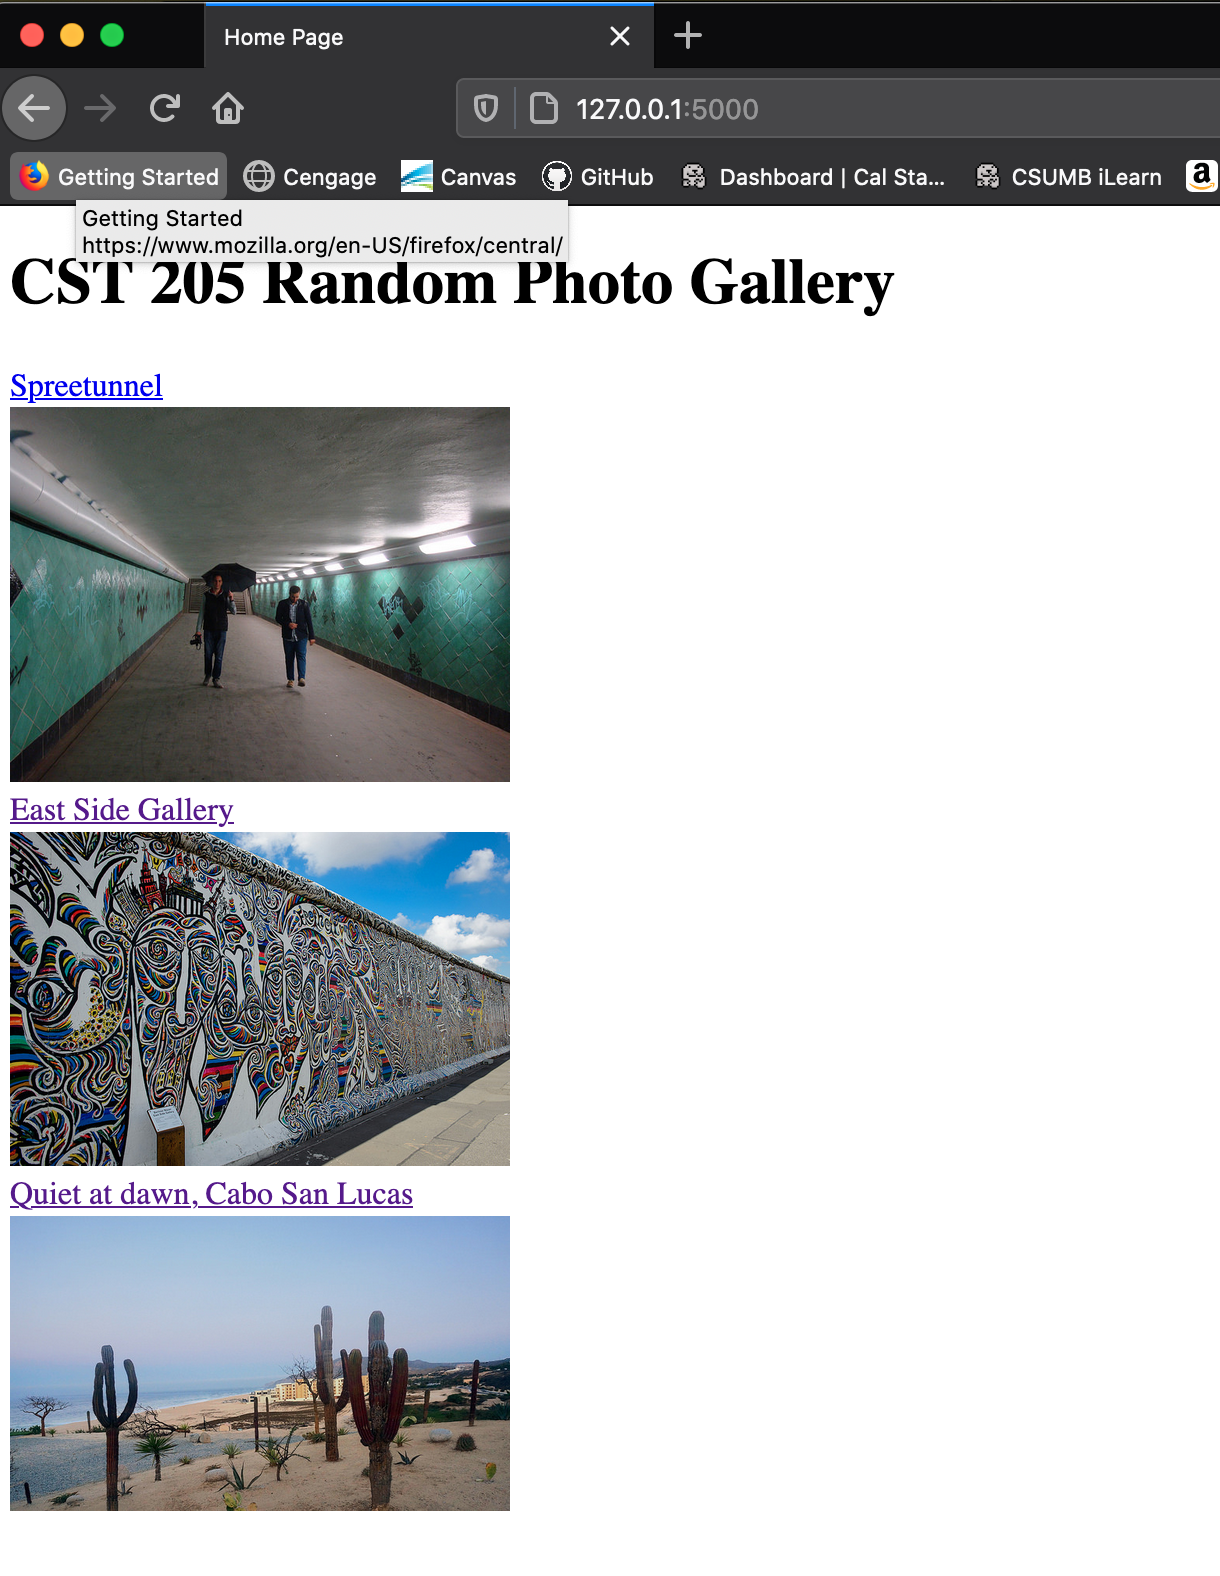 Home Page
127.0.0.1:5000
Getting Started Cengage Canvas GitHub Dashboard | Cal Sta... CSUMB iLearn
Getting Started
https://www.mozilla.org/en-US/firefox/central/
CST 205 Random Photo Gallery
Spreetunnel
East Side Gallery
Quiet at dawn, Cabo San Lucas